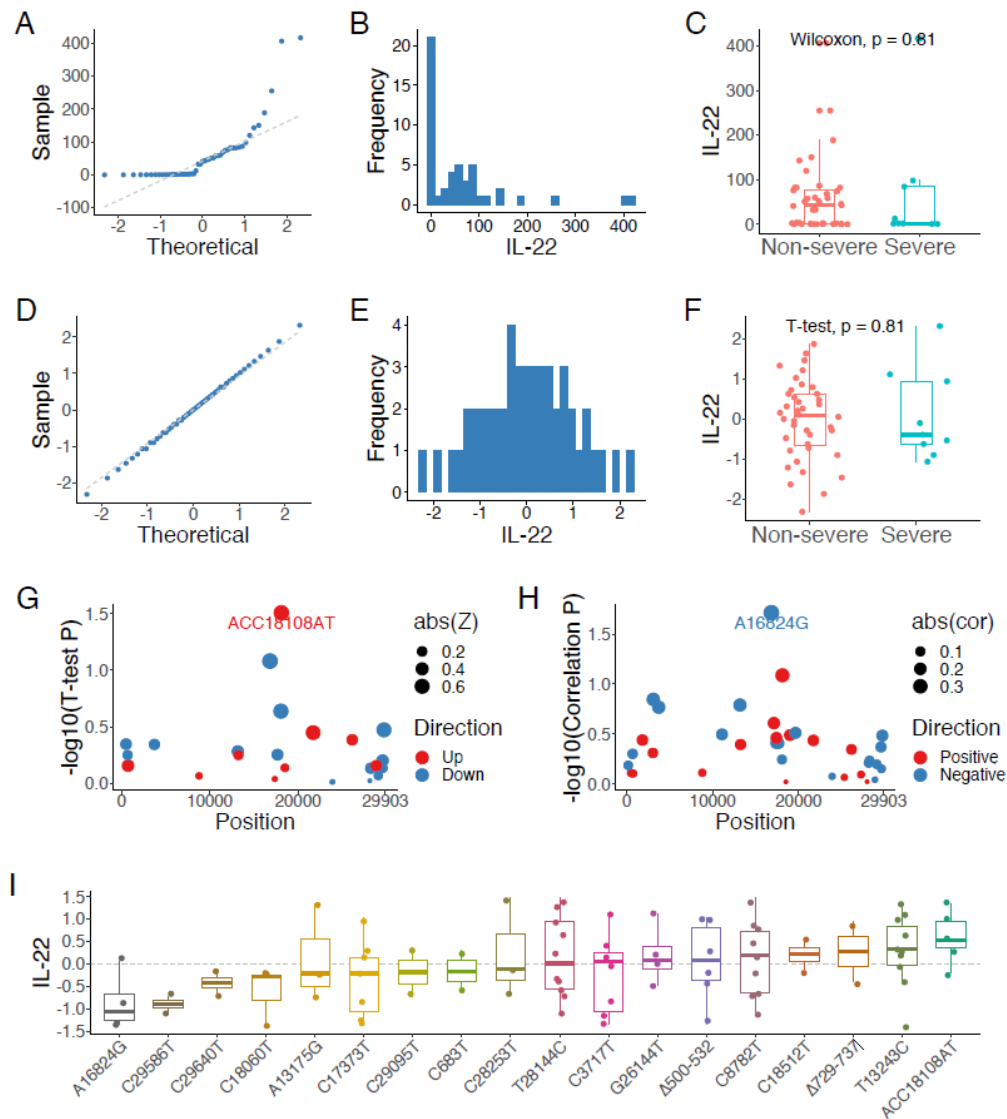 A
400
300
200
100
0
-100
Sample
-2
-1
0
1
2
Theoretical
B
20
15
10
5
0
Frequency
0
100
200
300
400
IL-22
C
Wilcoxon, p = 0.81
400
300
200
100
0
IL-22
Non-severe
Severe
D
2
1
0
-1
-2
Sample
-2
-1
0
1
2
Theoretical
E
4
3
2
1
0
Frequency
-2
-1
0
1
2
IL-22
F
T-test, p = 0.81
2
1
0
-1
-2
IL-22
Non-severe
Severe
G
1.5
1.0
0.5
0.0
-log10(T-test P)
ACC18108AT
0
10000
20000
29903
Position
abs(Z)
0.2
0.4
0.6
Direction
Up
Down
H
1.5
1.0
0.5
0.0
-log10(Correlation P)
A16824G
0
10000
20000
29903
Position
abs(cor)
0.1
0.2
0.3
Direction
Positive
Negative
I
1.5
1.0
0.5
0.0
-0.5
-1.0
-1.5
IL-22
A16824G
C29586T
C29640T
C18060T
A13175G
C17373T
C29095T
C683T
C28253T
T28144C
C3717T
G26144T
Δ500-532
C8782T
C18512T
Δ729-737
T13243C
ACC18108AT